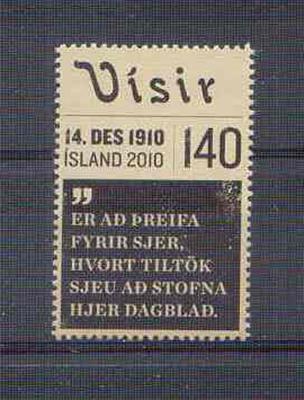 Vísir
14. DES 1910
ÍSLAND 2010
140
”
ER AÐ ÞREIFA
FYRIR SJER,
HVORT TILTÖK
SJEU AÐ STOFNA
HJER DAGBLAÐ.